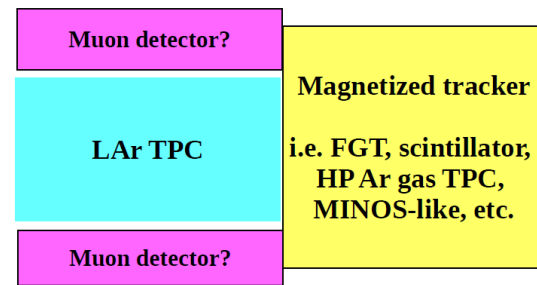 Muon detector?
LAr TPC
Muon detector?
Magnetized tracker
i.e. FGT, scintillator,
HP Ar gas TPC,
MINOS-like, etc.